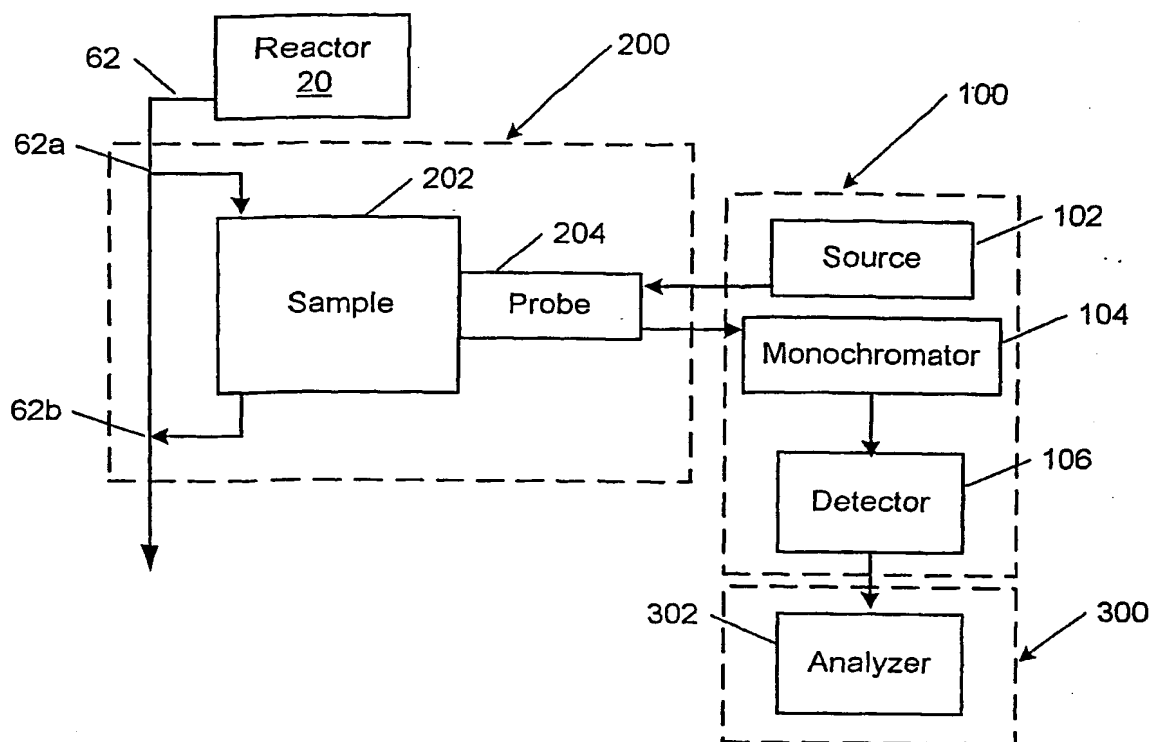 Reactor
20
62
200
100
62a
202
102
Source
204
Sample
Probe
104
Monochromator
62b
106
Detector
302
Analyzer
300